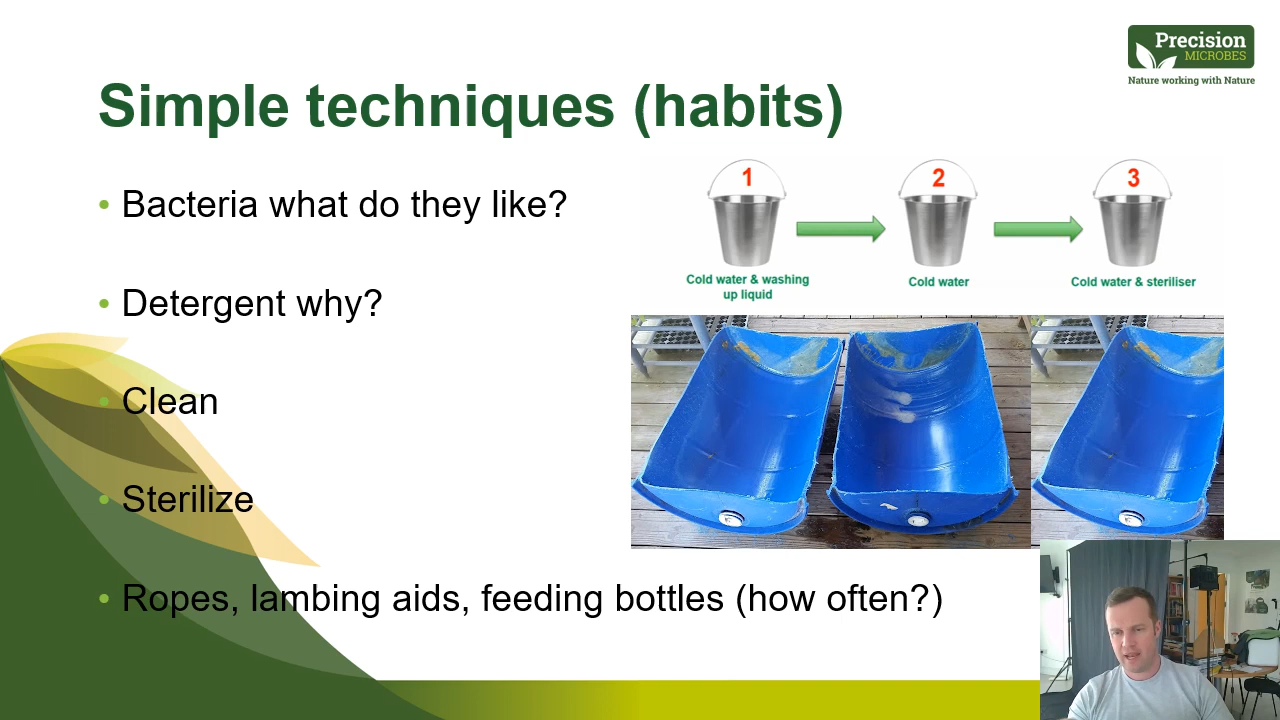 Precision
MICROBES
Nature working with Nature
Simple techniques (habits)
• Bacteria what do they like?
• Detergent why?
• Clean
• Sterilize
• Ropes, lambing aids, feeding bottles (how often?)
1
2
3
Cold water & washing
up liquid
Cold water
Cold water & steriliser